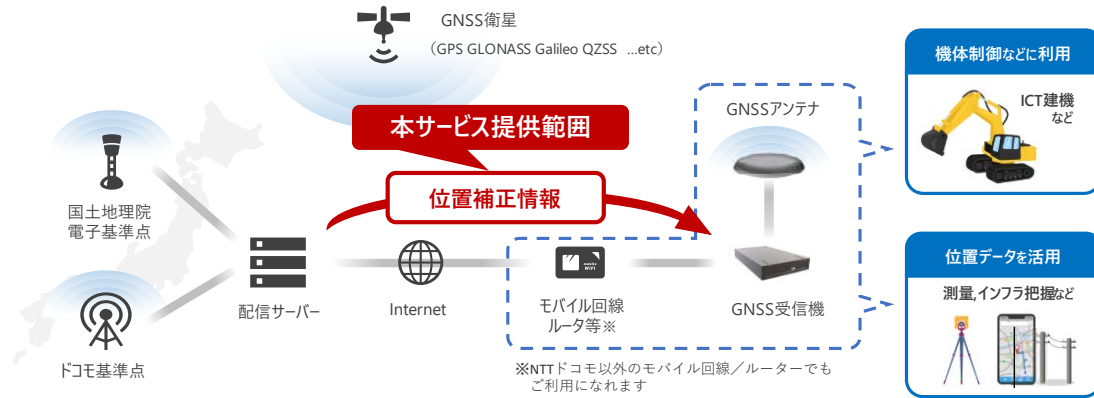 GNSS衛星
（GPS GLONASS Galileo QZSS …etc）
本サービス提供範囲
位置補正情報
国土地理院
電子基準点
ドコモ基準点
配信サーバー
Internet
mobile
WiFi
モバイル回線
ルータ等※
GNSSアンテナ
GNSS受信機
※NTTドコモ以外のモバイル回線／ルーターでも
ご利用になれます
機体制御などに利用
ICT建機
など
位置データを活用
測量,インフラ把握など